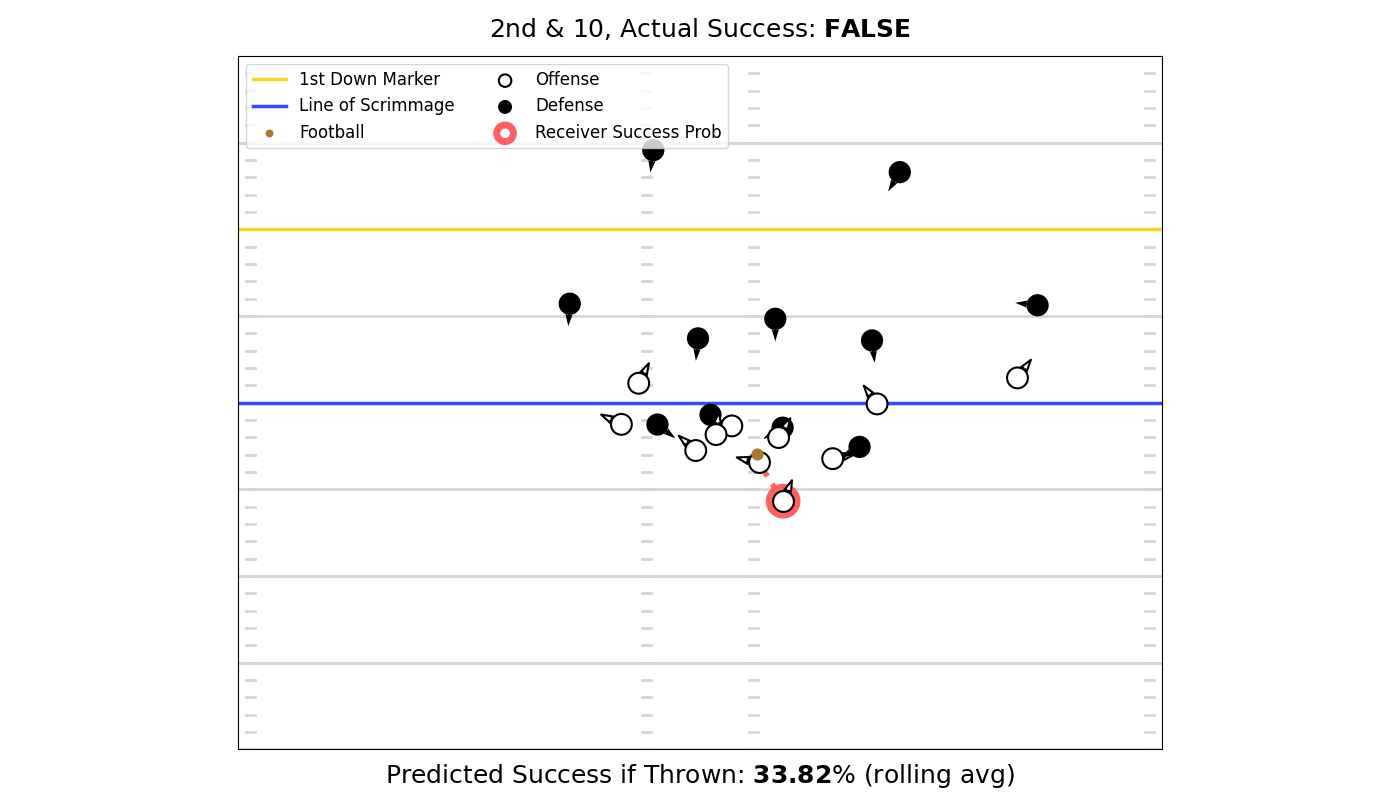 2nd & 10, Actual Success: FALSE
1st Down Marker
Line of Scrimmage
Football
Offense
Defense
Receiver Success Prob
Predicted Success if Thrown: 33.82% (rolling avg)